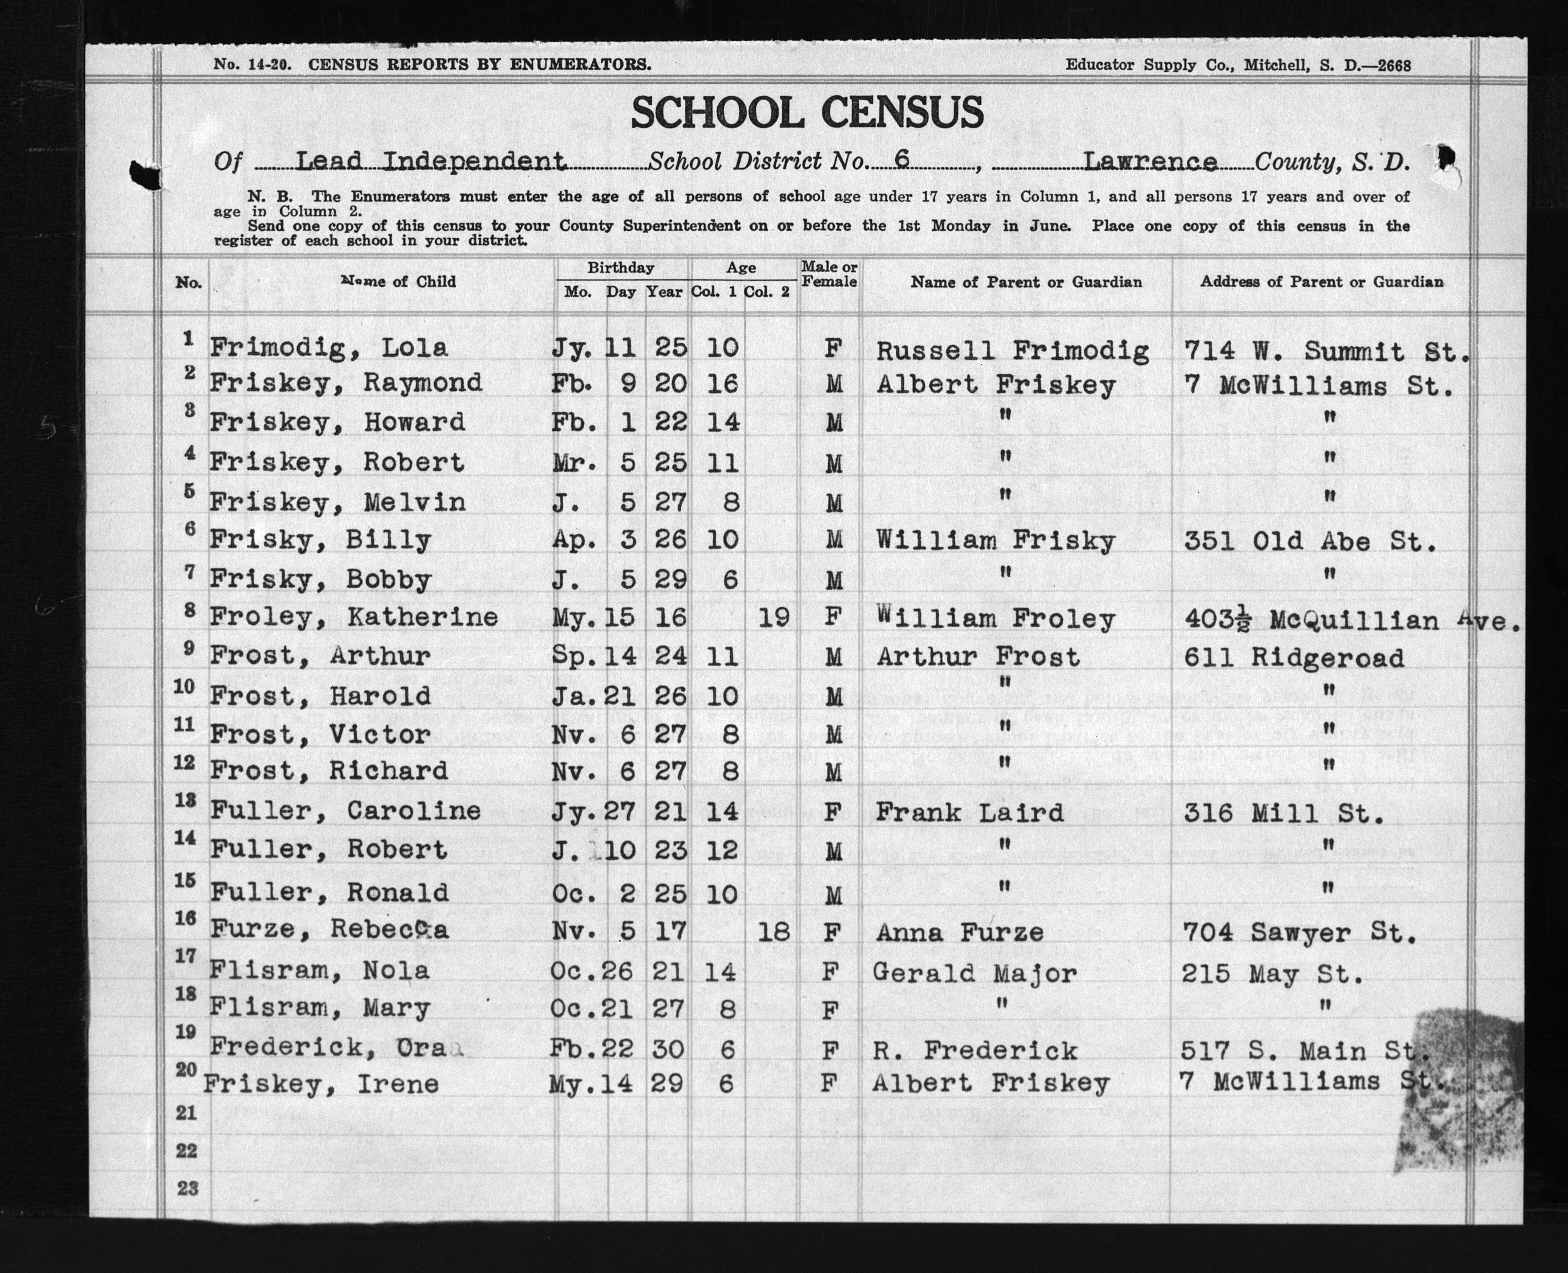 No. 14-20. CENSUS REPORTS BY ENUMERATORS. Educator Supply Co., Mitchell, S. D.—2668
SCHOOL CENSUS
Of Lead Independent School District No. 6, Lawrence County, S. D.
N. B. The Enumerators must enter the age of all persons of school age under 17 years in Column 1, and all persons 17 years and over of
age in Column 2.
Send one copy of this census to your County Superintendent on or before the 1st Monday in June. Place one copy of this census in the
register of each school in your district.
No. Name of Child Birthday Age Male or Female Name of Parent or Guardian Address of Parent or Guardian
Mo. Day Year Col. 1 Col. 2
1 Frimodig, Lola Jy. 11 25 10 F Russell Frimodig 714 W. Summit St.
2 Friskey, Raymond Fb. 9 20 16 M Albert Friskey 7 McWilliams St.
3 Friskey, Howard Fb. 1 22 14 M " "
4 Friskey, Robert Mr. 5 25 11 M " "
5 Friskey, Melvin J. 5 27 8 M " "
6 Frisky, Billy Ap. 3 26 10 M William Frisky 351 Old Abe St.
7 Frisky, Bobby J. 5 29 6 M " "
8 Froley, Katherine My. 15 16 19 F William Froley 403½ McQuillian Ave.
9 Frost, Arthur Sp. 14 24 11 M Arthur Frost 611 Ridgeroad
10 Frost, Harold Ja. 21 26 10 M " "
11 Frost, Victor Nv. 6 27 8 M " "
12 Frost, Richard Nv. 6 27 8 M " "
13 Fuller, Caroline Jy. 27 21 14 F Frank Laird 316 Mill St.
14 Fuller, Robert J. 10 23 12 M " "
15 Fuller, Ronald Oc. 2 25 10 M " "
16 Furze, Rebecca Nv. 5 17 18 F Anna Furze 704 Sawyer St.
17 Flisram, Nola Oc. 26 21 14 F Gerald Major 215 May St.
18 Flisram, Mary Oc. 21 27 8 F " "
19 Frederick, Ora Fb. 22 30 6 F R. Frederick 517 S. Main St.
20 Friskey, Irene My. 14 29 6 F Albert Friskey 7 McWilliams St.
21
22
23